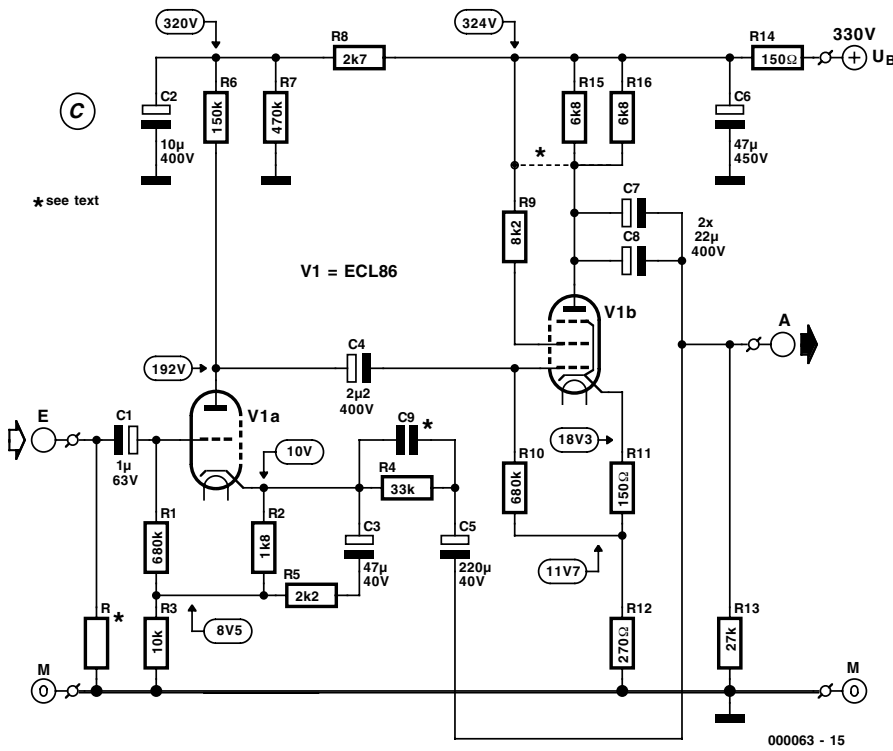 320V
324V
330V
R14
150Ω
+
UB
R8
2k7
R6
150k
R7
470k
R15
6k8
R16
6k8
C2
10µ
400V
C
C6
47µ
450V
*
* see text
R9
8k2
C7
2x
22µ
400V
C8
V1 = ECL86
V1b
A
C4
2µ2
400V
192V
E
C1
1µ
63V
V1a
C9
*
10V
R4
33k
18V3
R10
680k
R11
150Ω
R1
680k
R2
1k8
C3
47µ
40V
C5
220µ
40V
R5
2k2
11V7
8V5
R
*
R3
10k
R12
270Ω
R13
27k
M
0
M
0
000063 - 15